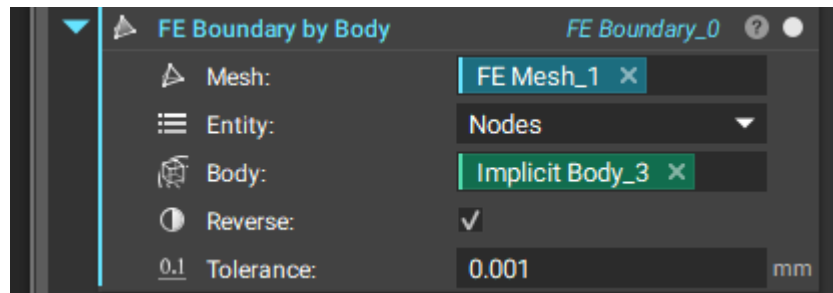 FE Boundary by Body FE Boundary_0 ?
Mesh: FE Mesh_1 ×
Entity: Nodes
Body: Implicit Body_3 ×
Reverse: ✓
0.1 Tolerance: 0.001 mm